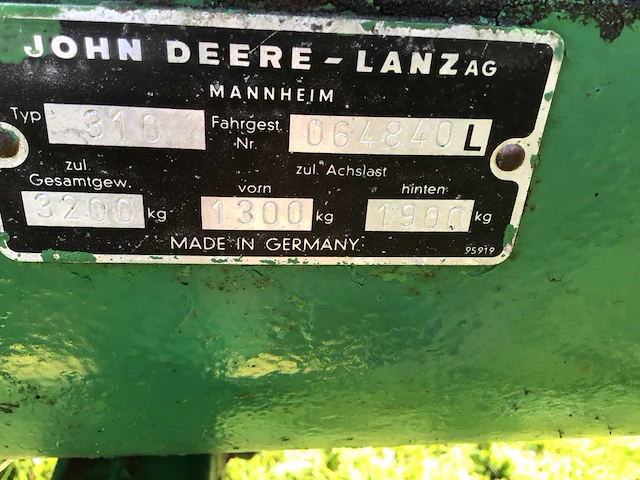 JOHN DEERE-LANZ AG
MANNHEIM
Typ 310 Fahrgest. Nr. 064840 L
zul. Gesamtgew. zul. Achslast
vorn hinten
3200 kg 1300 kg 1900 kg
MADE IN GERMANY 95919